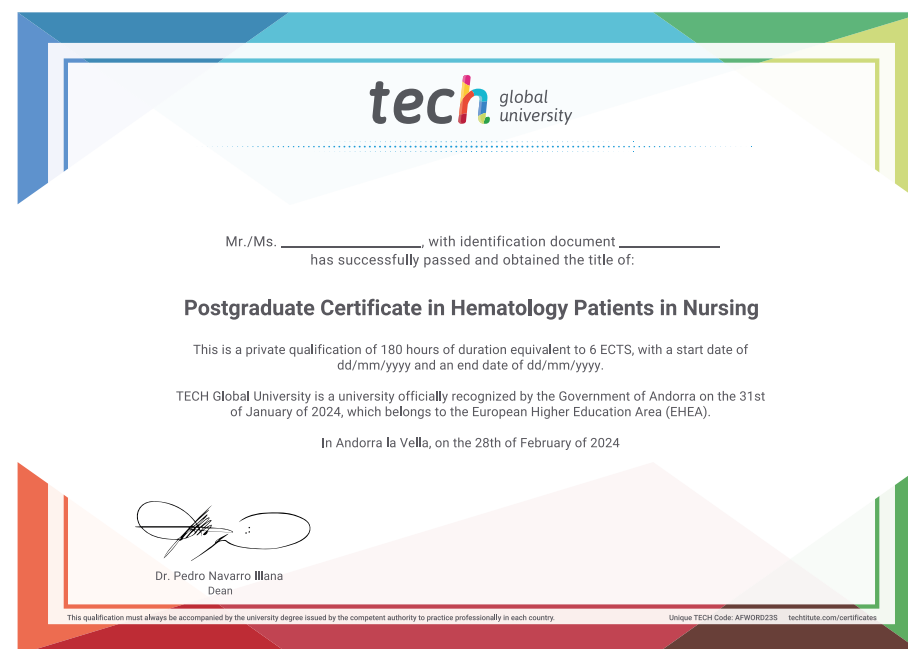 tech global university
Mr./Ms. ____________________, with identification document ______________
has successfully passed and obtained the title of:
Postgraduate Certificate in Hematology Patients in Nursing
This is a private qualification of 180 hours of duration equivalent to 6 ECTS, with a start date of
dd/mm/yyyy and an end date of dd/mm/yyyy.
TECH Global University is a university officially recognized by the Government of Andorra on the 31st
of January of 2024, which belongs to the European Higher Education Area (EHEA).
In Andorra la Vella, on the 28th of February of 2024
Dr. Pedro Navarro Illana
Dean
This qualification must always be accompanied by the university degree issued by the competent authority to practice professionally in each country.
Unique TECH Code: AFWORD23S techtitute.com/certificates